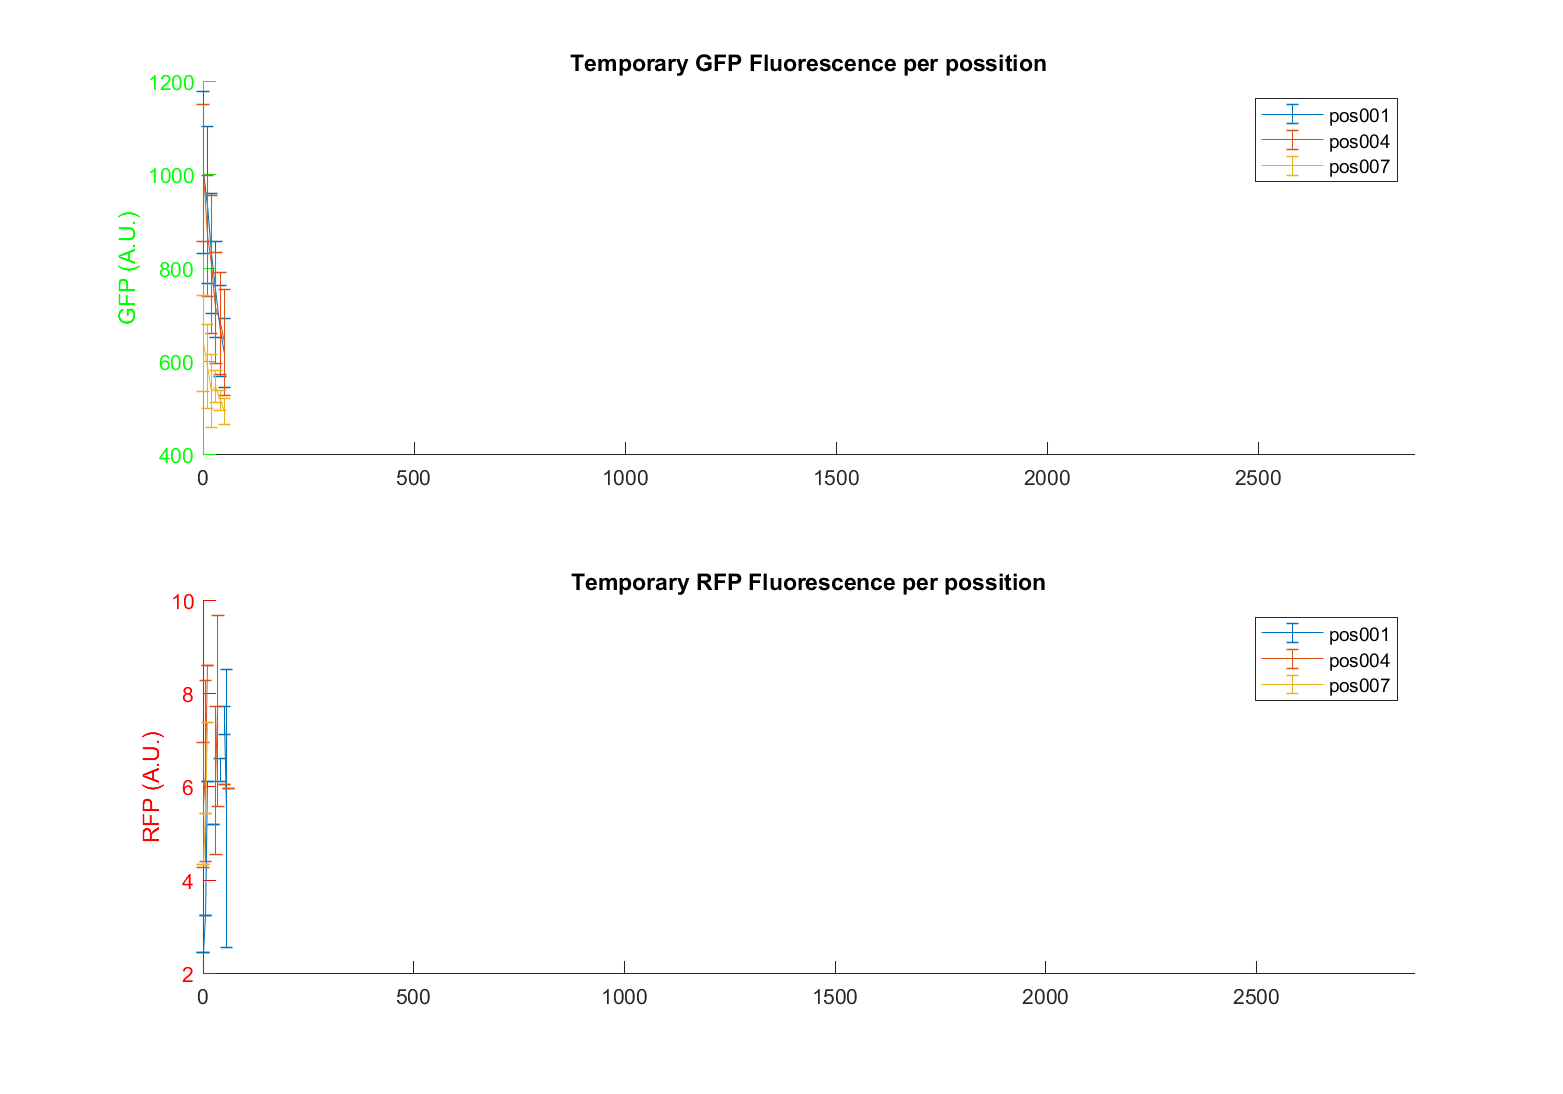 Temporary GFP Fluorescence per possition
1200
1000
800
600
400
GFP (A.U.)
pos001
pos004
pos007
0 500 1000 1500 2000 2500
Temporary RFP Fluorescence per possition
10
8
6
4
2
RFP (A.U.)
pos001
pos004
pos007
0 500 1000 1500 2000 2500